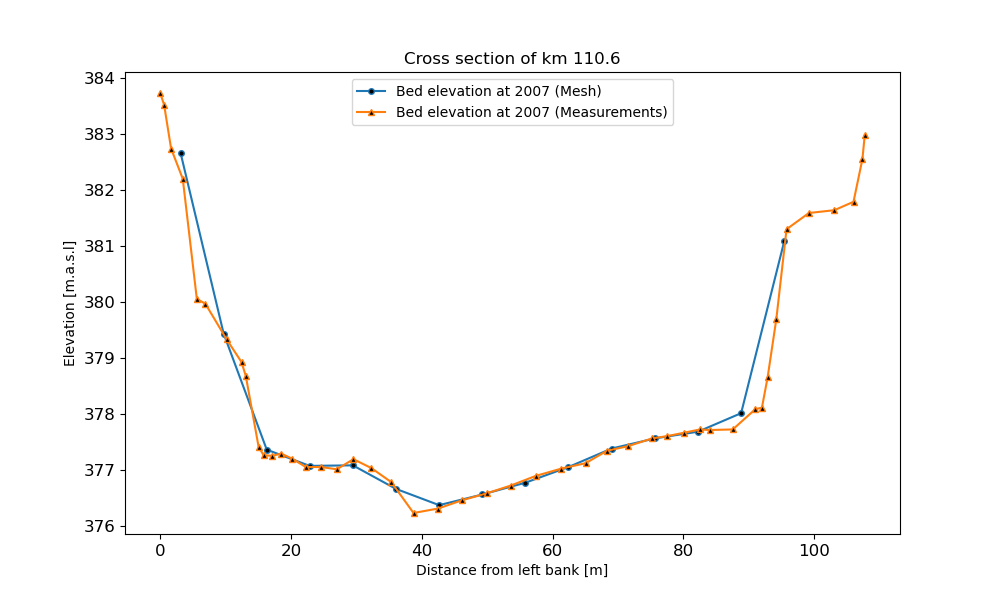 Cross section of km 110.6
Bed elevation at 2007 (Mesh)
Bed elevation at 2007 (Measurements)
Elevation [m.a.s.l]
384
383
382
381
380
379
378
377
376
0 20 40 60 80 100
Distance from left bank [m]